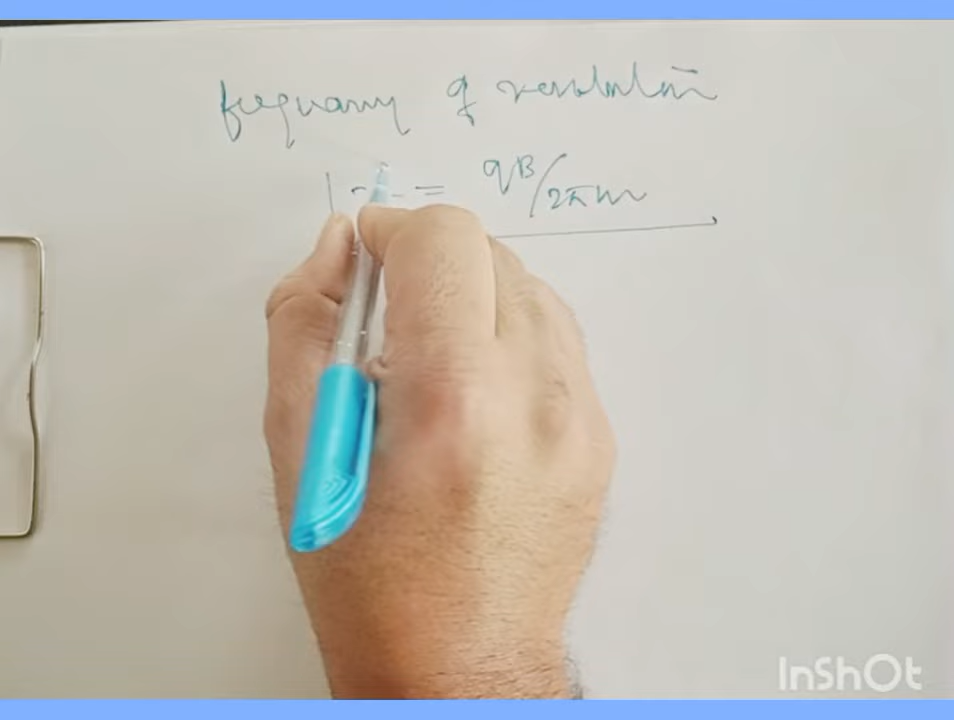 frequency of revolution
= qB/2πm
InShOt